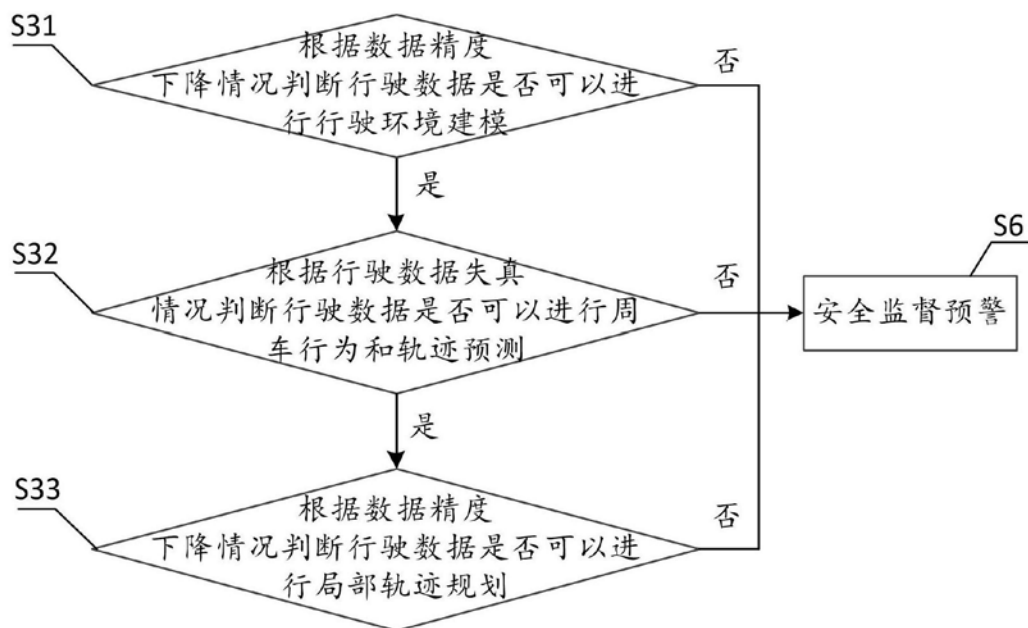 S31
根据数据精度
下降情况判断行驶数据是否可以进
行行驶环境建模
否
是
S32
根据行驶数据失真
情况判断行驶数据是否可以进行周
车行为和轨迹预测
否
S6
安全监督预警
是
S33
根据数据精度
下降情况判断行驶数据是否可以进
行局部轨迹规划
否